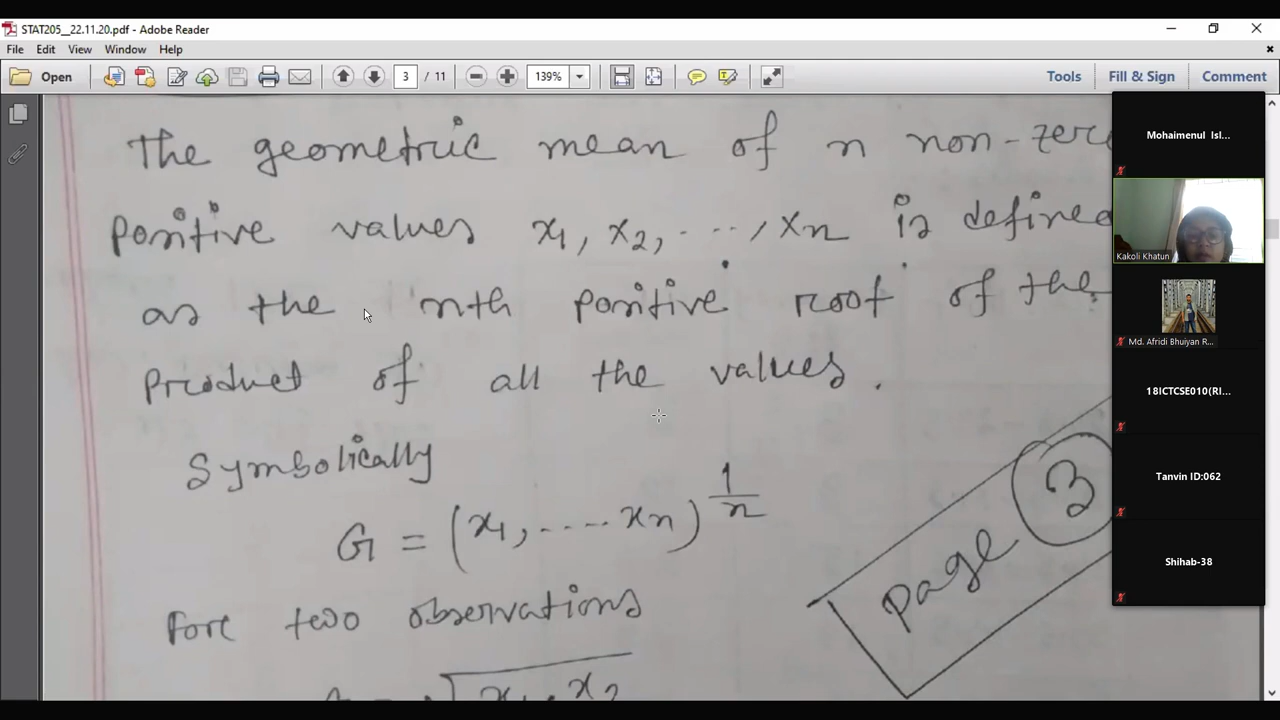 STAT205__22.11.20.pdf - Adobe Reader
File Edit View Window Help
Open 3 / 11 139% Tools Fill & Sign Comment
The geometric mean of n non-zero
positive values x1, x2, ...., xn is defined
as the nth positive root of the
product of all the values.
Symbolically
G = (x1, ..... xn)^1/n
Fore two observations
page 3
Mohaimenul Isl...
Kakoli Khatun
Md. Afridi Bhuiyan R...
18ICTCSE010(RI...
Tanvin ID:062
Shihab-38